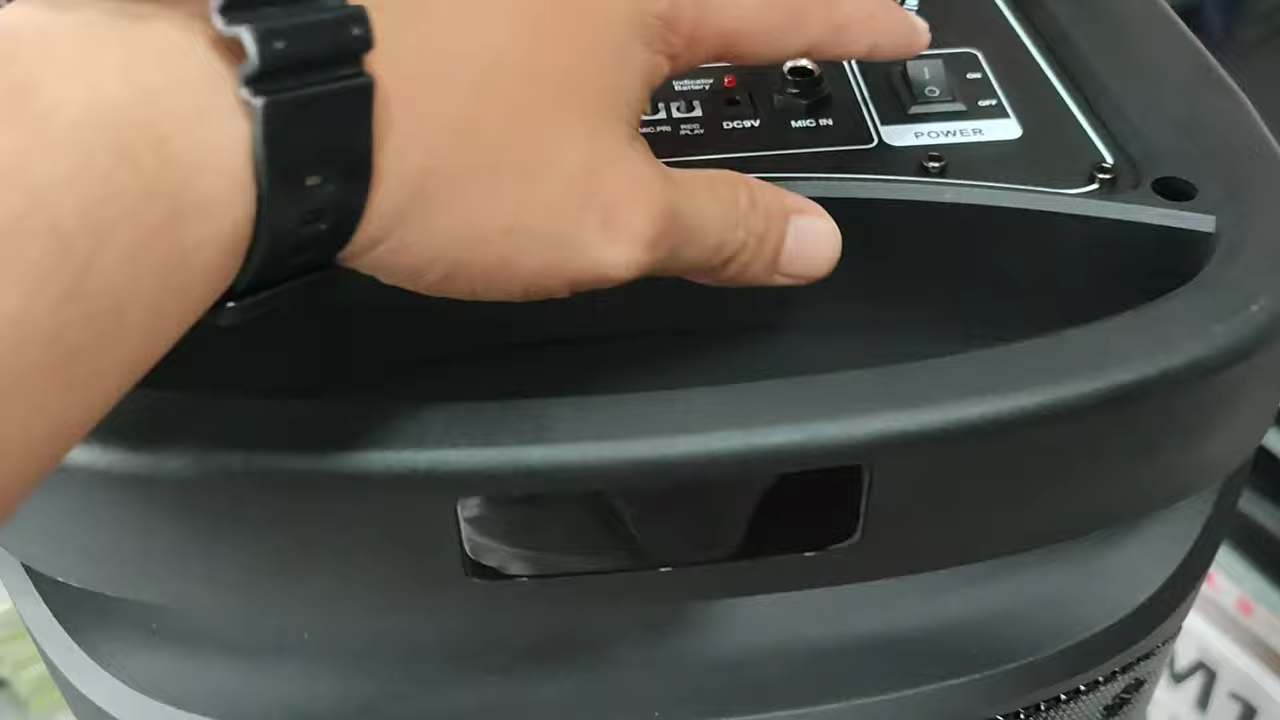 Indicator
Battery
MIC.PRI
REC
/PLAY
DC9V
MIC IN
ON
OFF
POWER